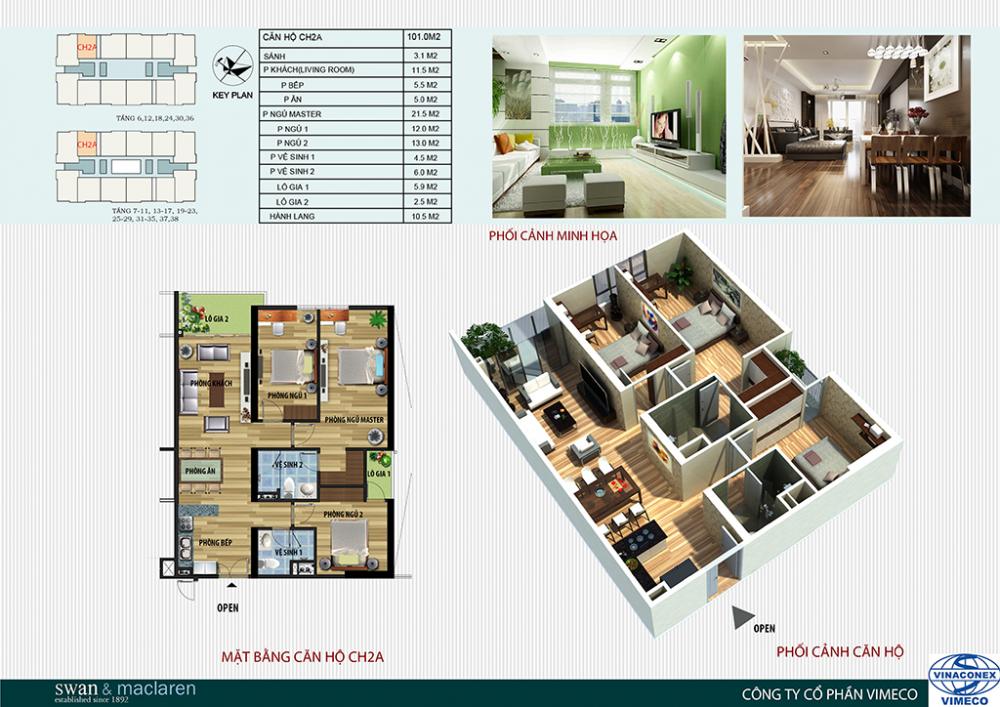 CH2A
TẦNG 6,12,18,24,30,36
CH2A
TẦNG 7-11, 13-17, 19-23,
25-29, 31-35, 37,38
KEY PLAN
CĂN HỘ CH2A 101.0M2
SẢNH 3.1 M2
P KHÁCH(LIVING ROOM) 11.5 M2
P BẾP 5.5 M2
P ĂN 5.0 M2
P NGỦ MASTER 21.5 M2
P NGỦ 1 12.0 M2
P NGỦ 2 13.0 M2
P VỆ SINH 1 4.5 M2
P VỆ SINH 2 6.0 M2
LÔ GIA 1 5.9 M2
LÔ GIA 2 2.5 M2
HÀNH LANG 10.5 M2
PHỐI CẢNH MINH HỌA
LÔ GIA 2
PHÒNG KHÁCH
PHÒNG NGỦ 1
PHÒNG NGỦ MASTER
PHÒNG ĂN
VỆ SINH 2
LÔ GIA 1
PHÒNG NGỦ 2
PHÒNG BẾP
VỆ SINH 1
OPEN
MẶT BẰNG CĂN HỘ CH2A
OPEN
PHỐI CẢNH CĂN HỘ
swan & maclaren
established since 1892
CÔNG TY CỔ PHẦN VIMECO
VINACONEX
VIMECO